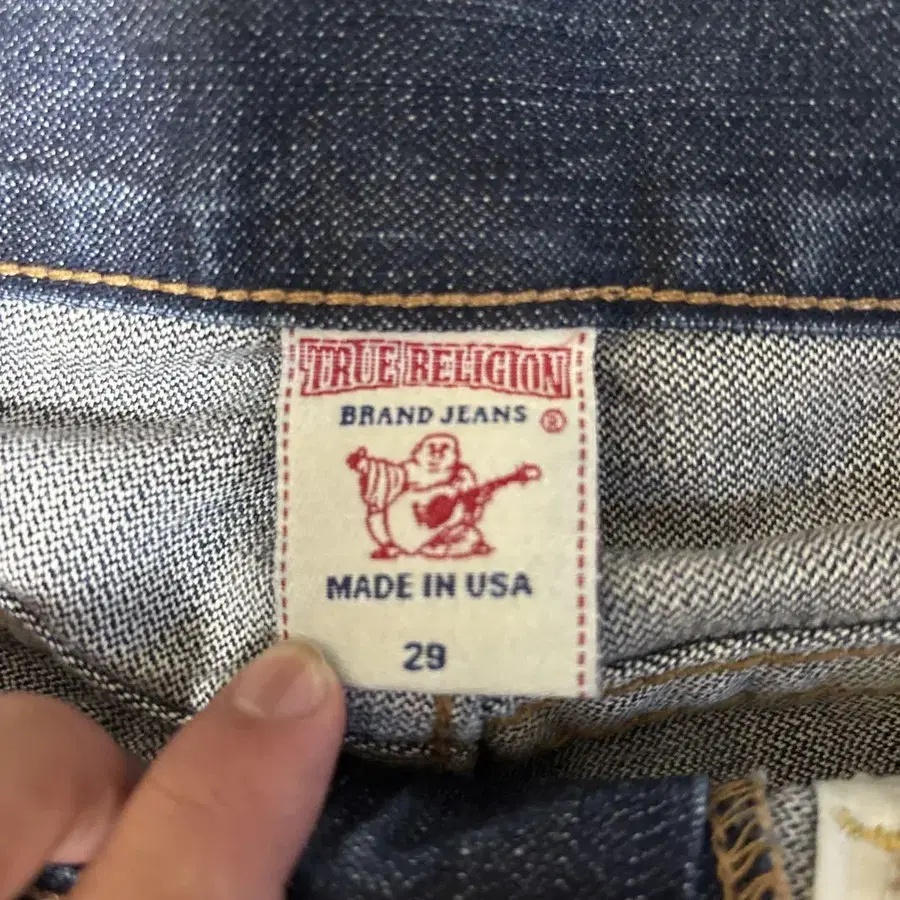 TRUE RELIGION
BRAND JEANS ®
MADE IN USA
29